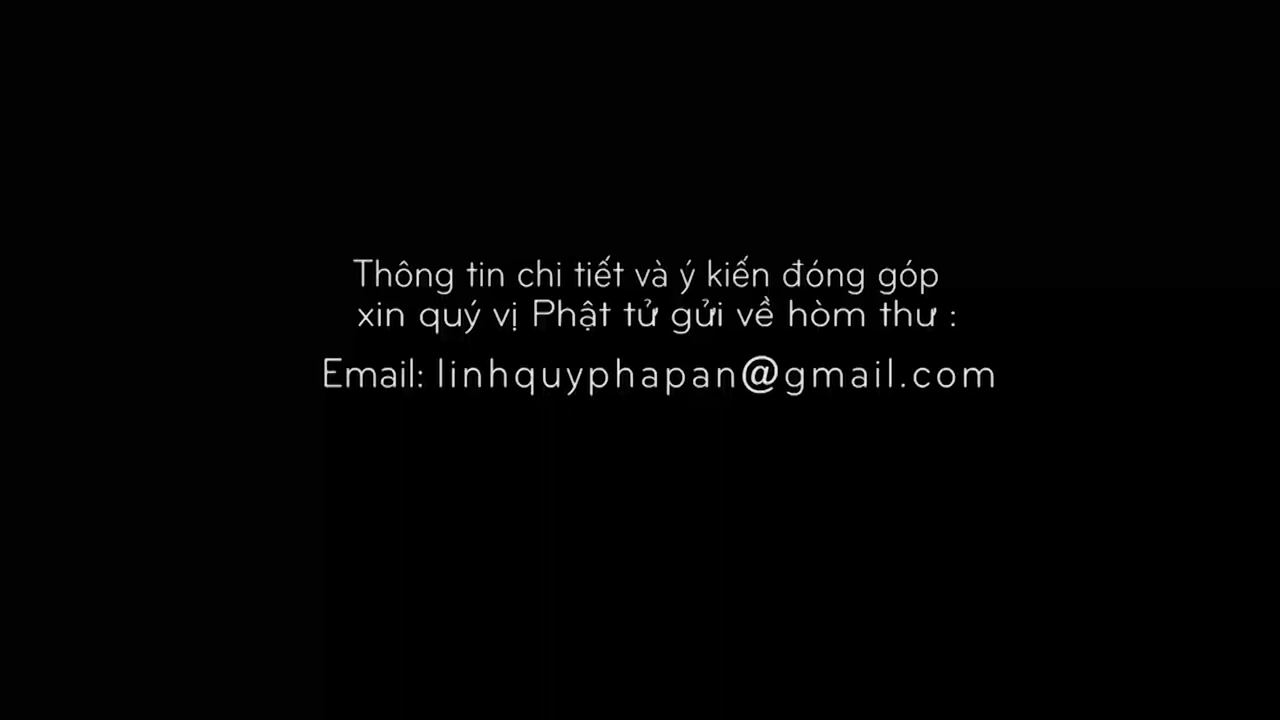 Thông tin chi tiết và ý kiến đóng góp
xin quý vị Phật tử gửi về hòm thư :
Email: linhquyphapan@gmail.com